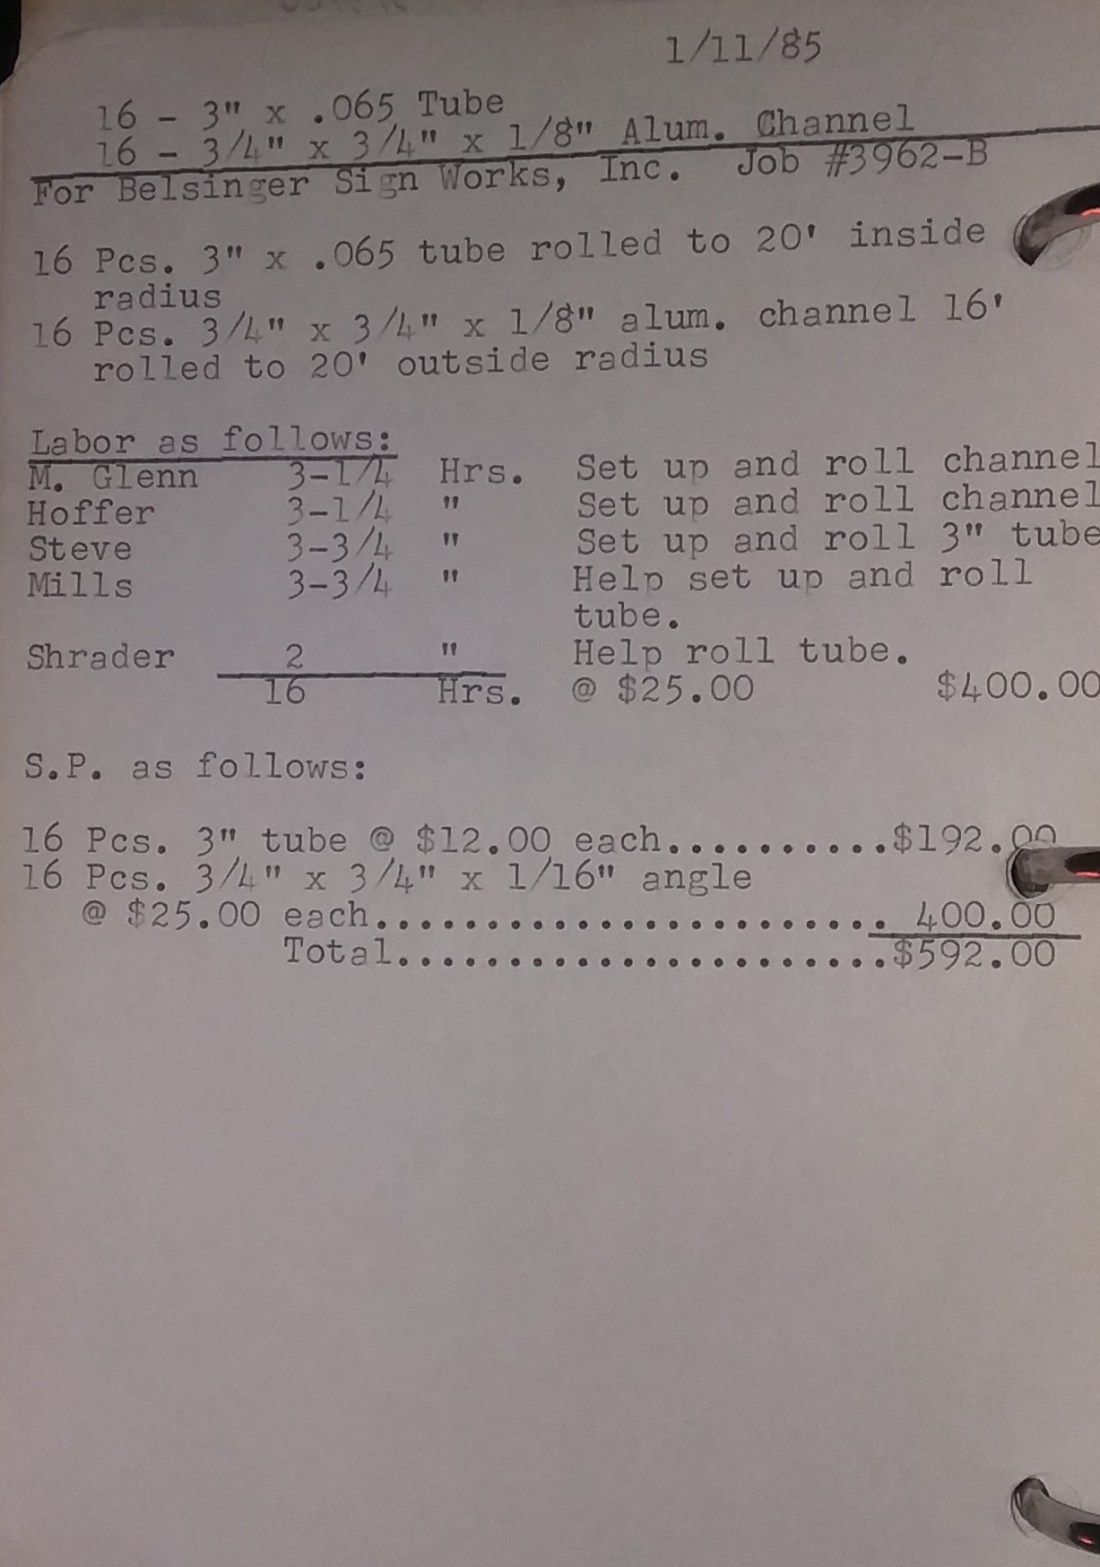 1/11/85
16 - 3" x .065 Tube
16 - 3/4" x 3/4" x 1/8" Alum. Channel
For Belsinger Sign Works, Inc. Job #3962-B
16 Pcs. 3" x .065 tube rolled to 20' inside
radius
16 Pcs. 3/4" x 3/4" x 1/8" alum. channel 16'
rolled to 20' outside radius
Labor as follows:
M. Glenn 3-1/4 Hrs. Set up and roll channel
Hoffer 3-1/4 " Set up and roll channel
Steve 3-3/4 " Set up and roll 3" tube
Mills 3-3/4 " Help set up and roll
tube.
Shrader 2 " Help roll tube.
16 Hrs. @ $25.00 $400.00
S.P. as follows:
16 Pcs. 3" tube @ $12.00 each..........$192.00
16 Pcs. 3/4" x 3/4" x 1/16" angle
@ $25.00 each....................... 400.00
Total......................$592.00